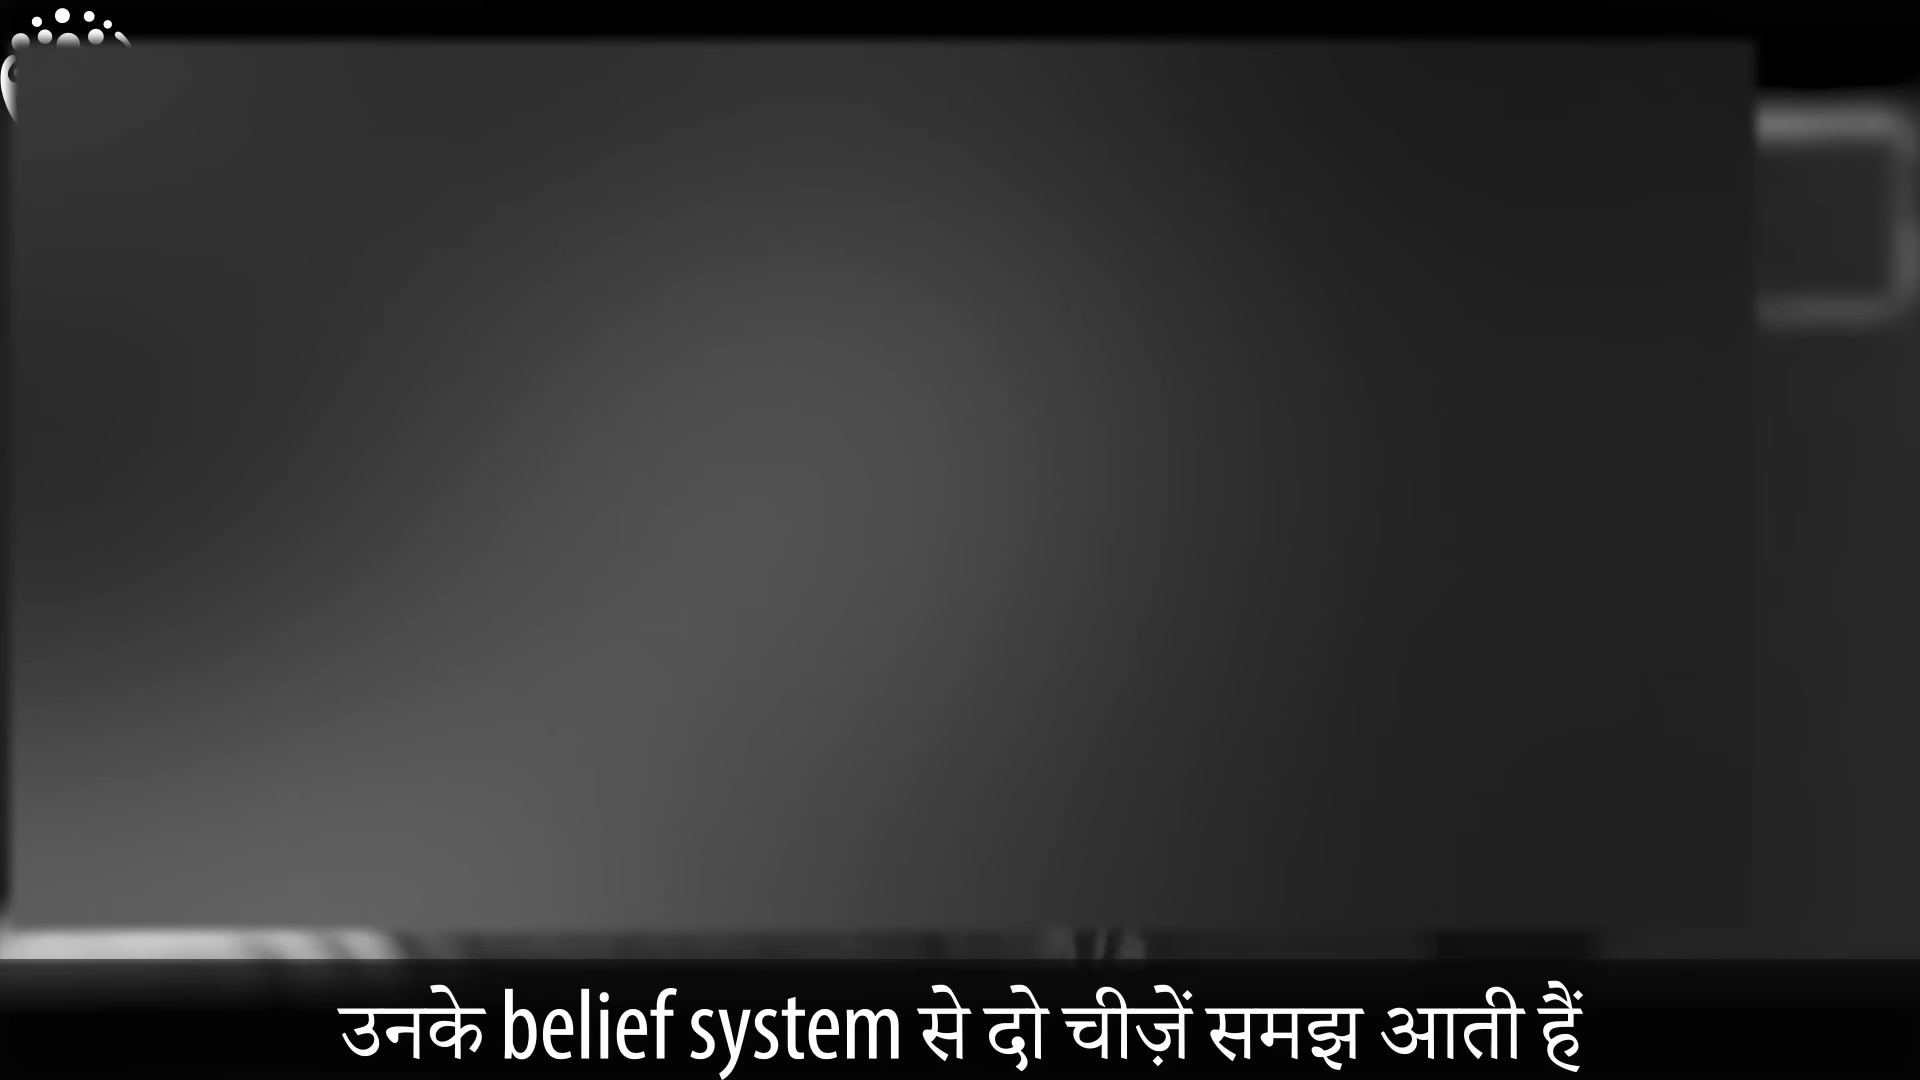 उनके belief system से दो चीज़ें समझ आती हैं